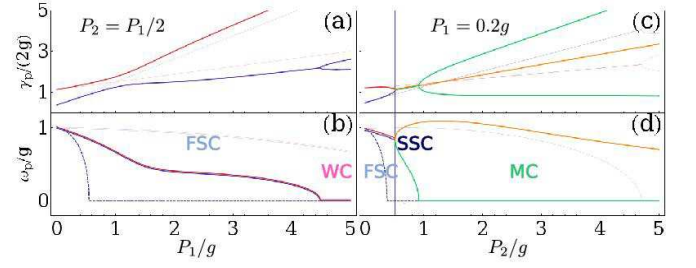 P₂ = P₁/2
(a)
P₁ = 0.2g
(c)
γₚ/(2g)
5
3
1
(b)
(d)
ωₚ/g
1
0
FSC
WC
SSC
FSC
MC
0 1 2 3 4 5
0 1 2 3 4 5
P₁/g
P₂/g